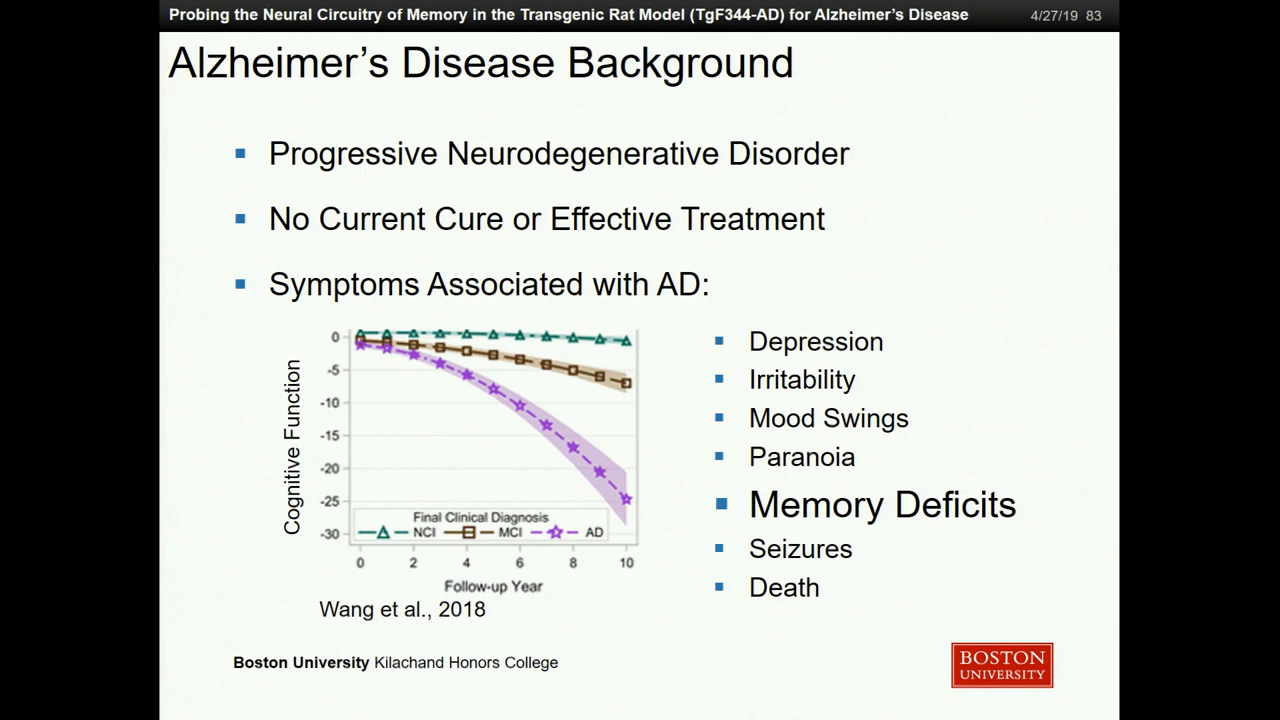 Probing the Neural Circuitry of Memory in the Transgenic Rat Model (TgF344-AD) for Alzheimer's Disease
4/27/19 83
Alzheimer's Disease Background
Progressive Neurodegenerative Disorder
No Current Cure or Effective Treatment
Symptoms Associated with AD:
Cognitive Function
0
-5
-10
-15
-20
-25
-30
Final Clinical Diagnosis
NCI MCI AD
0 2 4 6 8 10
Follow-up Year
Wang et al., 2018
Depression
Irritability
Mood Swings
Paranoia
Memory Deficits
Seizures
Death
Boston University Kilachand Honors College
BOSTON
UNIVERSITY